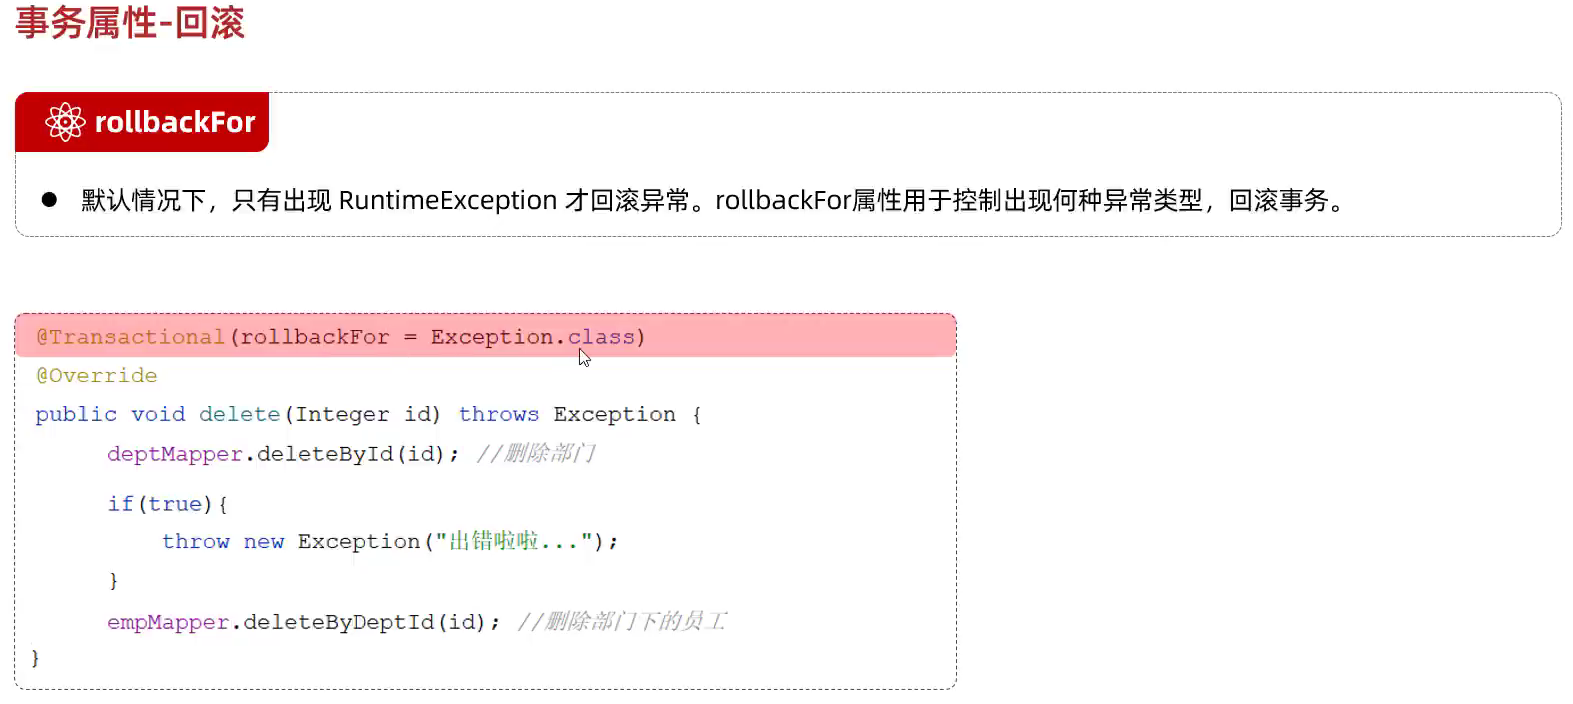 事务属性-回滚
rollbackFor
● 默认情况下，只有出现 RuntimeException 才回滚异常。rollbackFor属性用于控制出现何种异常类型，回滚事务。
@Transactional(rollbackFor = Exception.class)
@Override
public void delete(Integer id) throws Exception {
deptMapper.deleteById(id); //删除部门
if(true){
throw new Exception("出错啦啦...");
}
empMapper.deleteByDeptId(id); //删除部门下的员工
}